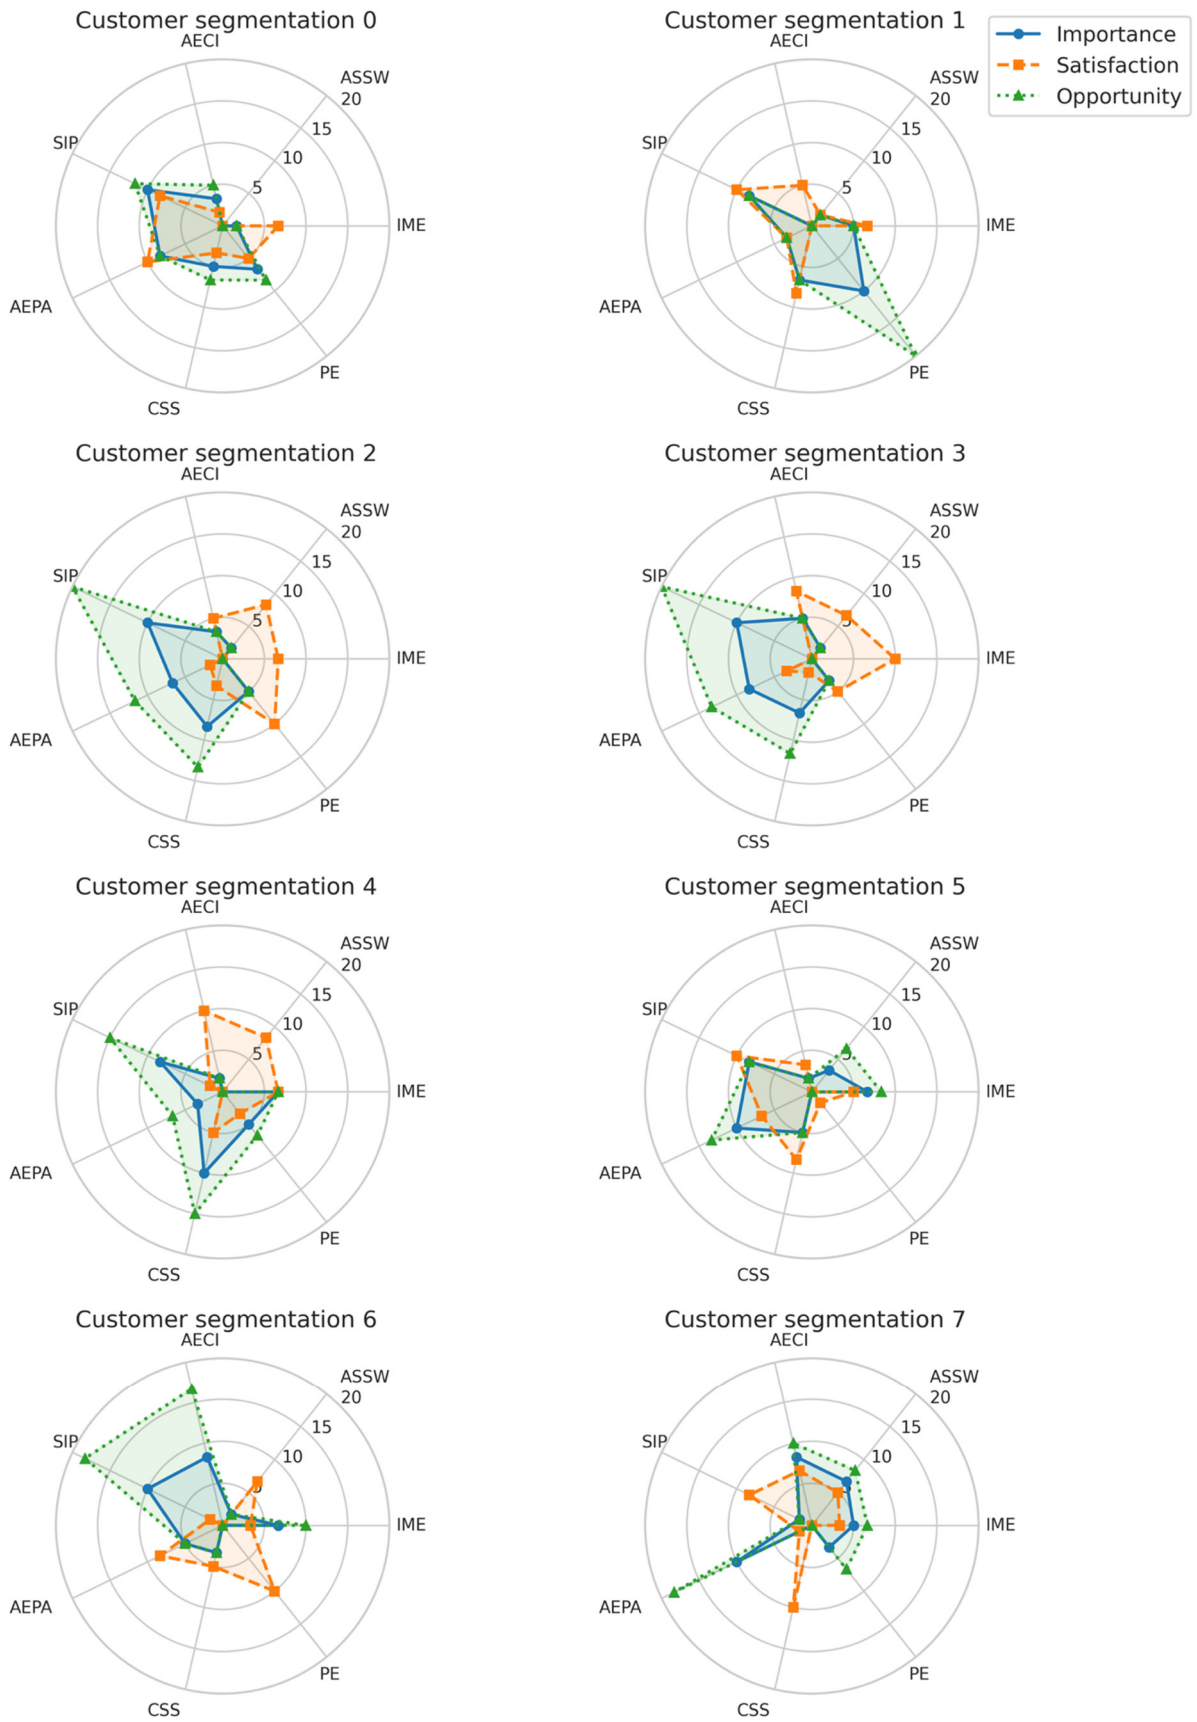 Customer segmentation 0
AECI
ASSW
20
15
10
5
SIP
IME
AEPA
PE
CSS
Customer segmentation 1
AECI
ASSW
20
15
10
5
SIP
IME
AEPA
PE
CSS
Importance
Satisfaction
Opportunity
Customer segmentation 2
AECI
ASSW
20
15
10
5
SIP
IME
AEPA
PE
CSS
Customer segmentation 3
AECI
ASSW
20
15
10
5
SIP
IME
AEPA
PE
CSS
Customer segmentation 4
AECI
ASSW
20
15
10
5
SIP
IME
AEPA
PE
CSS
Customer segmentation 5
AECI
ASSW
20
15
10
5
SIP
IME
AEPA
PE
CSS
Customer segmentation 6
AECI
ASSW
20
15
10
5
SIP
IME
AEPA
PE
CSS
Customer segmentation 7
AECI
ASSW
20
15
10
SIP
IME
AEPA
PE
CSS